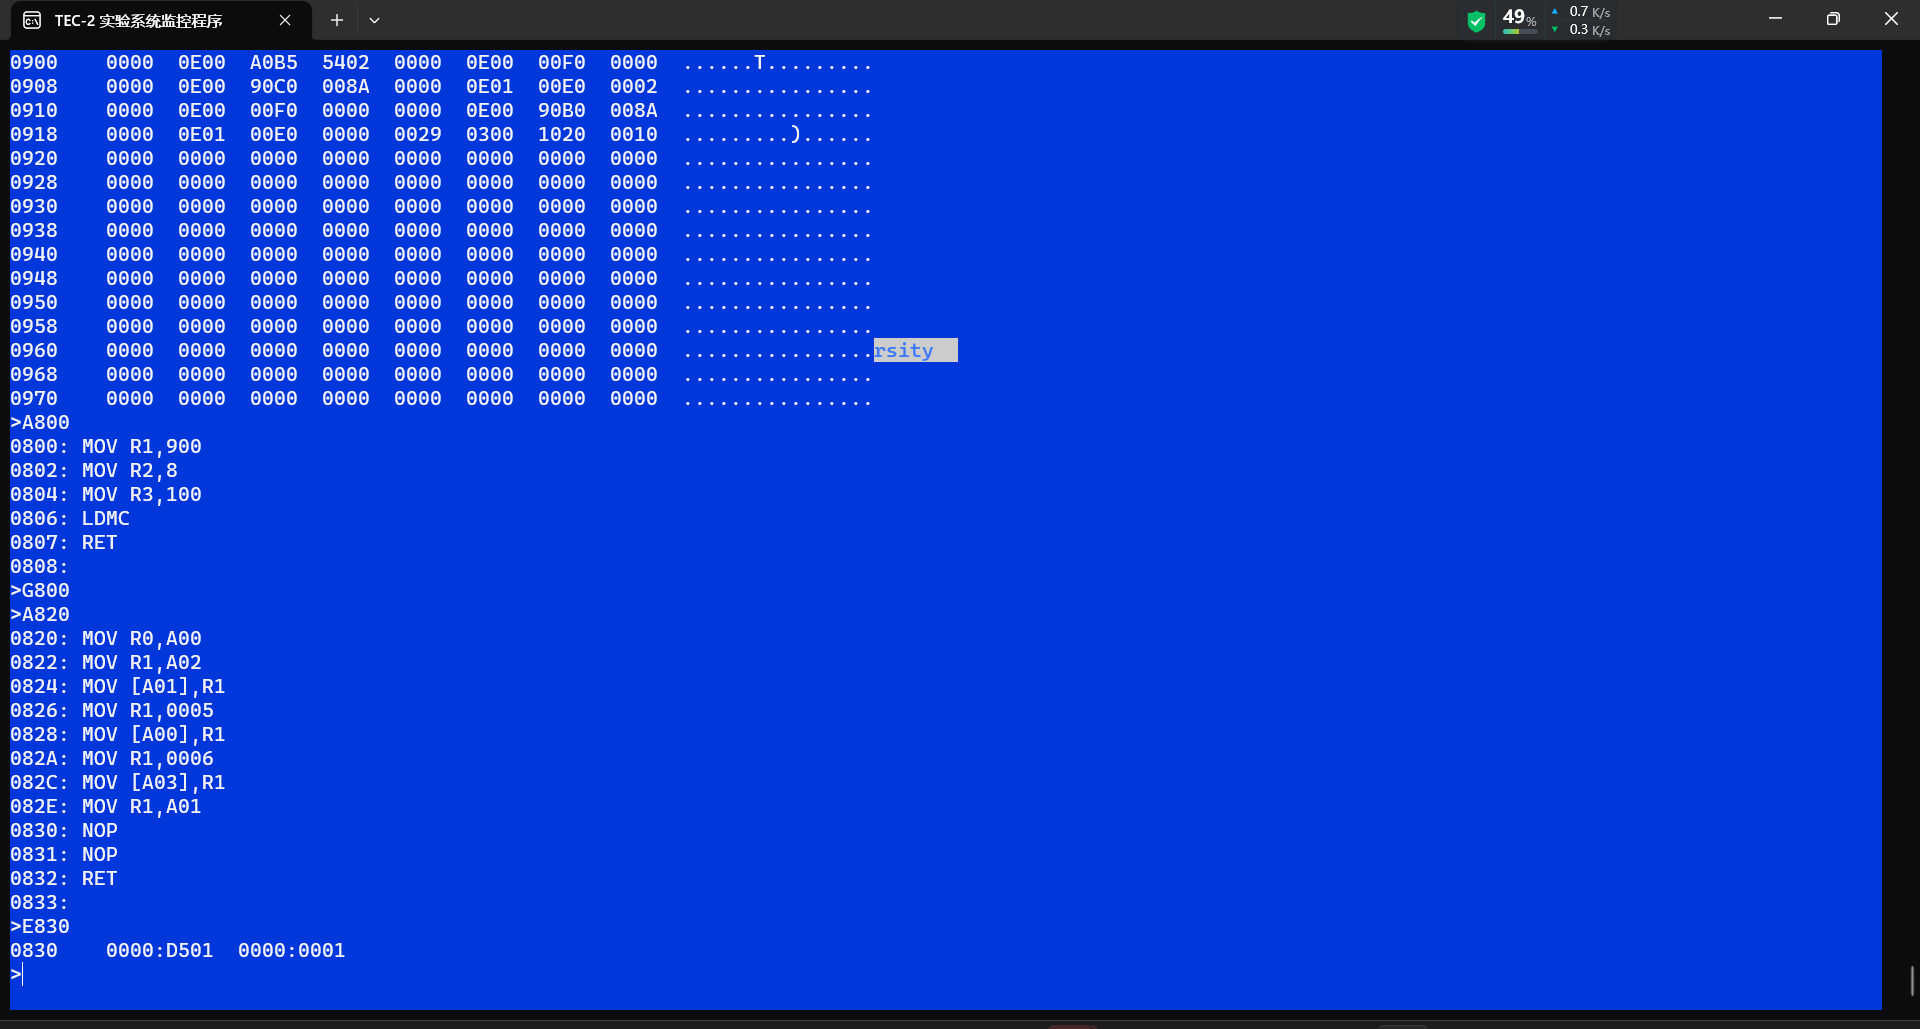 TEC-2 实验系统监控程序
49%
0.7 K/s
0.3 K/s
0900 0000 0E00 A0B5 5402 0000 0E00 00F0 0000 ......T.........
0908 0000 0E00 90C0 008A 0000 0E01 00E0 0002 ................
0910 0000 0E00 00F0 0000 0000 0E00 90B0 008A ................
0918 0000 0E01 00E0 0000 0029 0300 1020 0010 .........)......
0920 0000 0000 0000 0000 0000 0000 0000 0000 ................
0928 0000 0000 0000 0000 0000 0000 0000 0000 ................
0930 0000 0000 0000 0000 0000 0000 0000 0000 ................
0938 0000 0000 0000 0000 0000 0000 0000 0000 ................
0940 0000 0000 0000 0000 0000 0000 0000 0000 ................
0948 0000 0000 0000 0000 0000 0000 0000 0000 ................
0950 0000 0000 0000 0000 0000 0000 0000 0000 ................
0958 0000 0000 0000 0000 0000 0000 0000 0000 ................
0960 0000 0000 0000 0000 0000 0000 0000 0000 ................rsity
0968 0000 0000 0000 0000 0000 0000 0000 0000 ................
0970 0000 0000 0000 0000 0000 0000 0000 0000 ................
>A800
0800: MOV R1,900
0802: MOV R2,8
0804: MOV R3,100
0806: LDMC
0807: RET
0808:
>G800
>A820
0820: MOV R0,A00
0822: MOV R1,A02
0824: MOV [A01],R1
0826: MOV R1,0005
0828: MOV [A00],R1
082A: MOV R1,0006
082C: MOV [A03],R1
082E: MOV R1,A01
0830: NOP
0831: NOP
0832: RET
0833:
>E830
0830 0000:D501 0000:0001
>